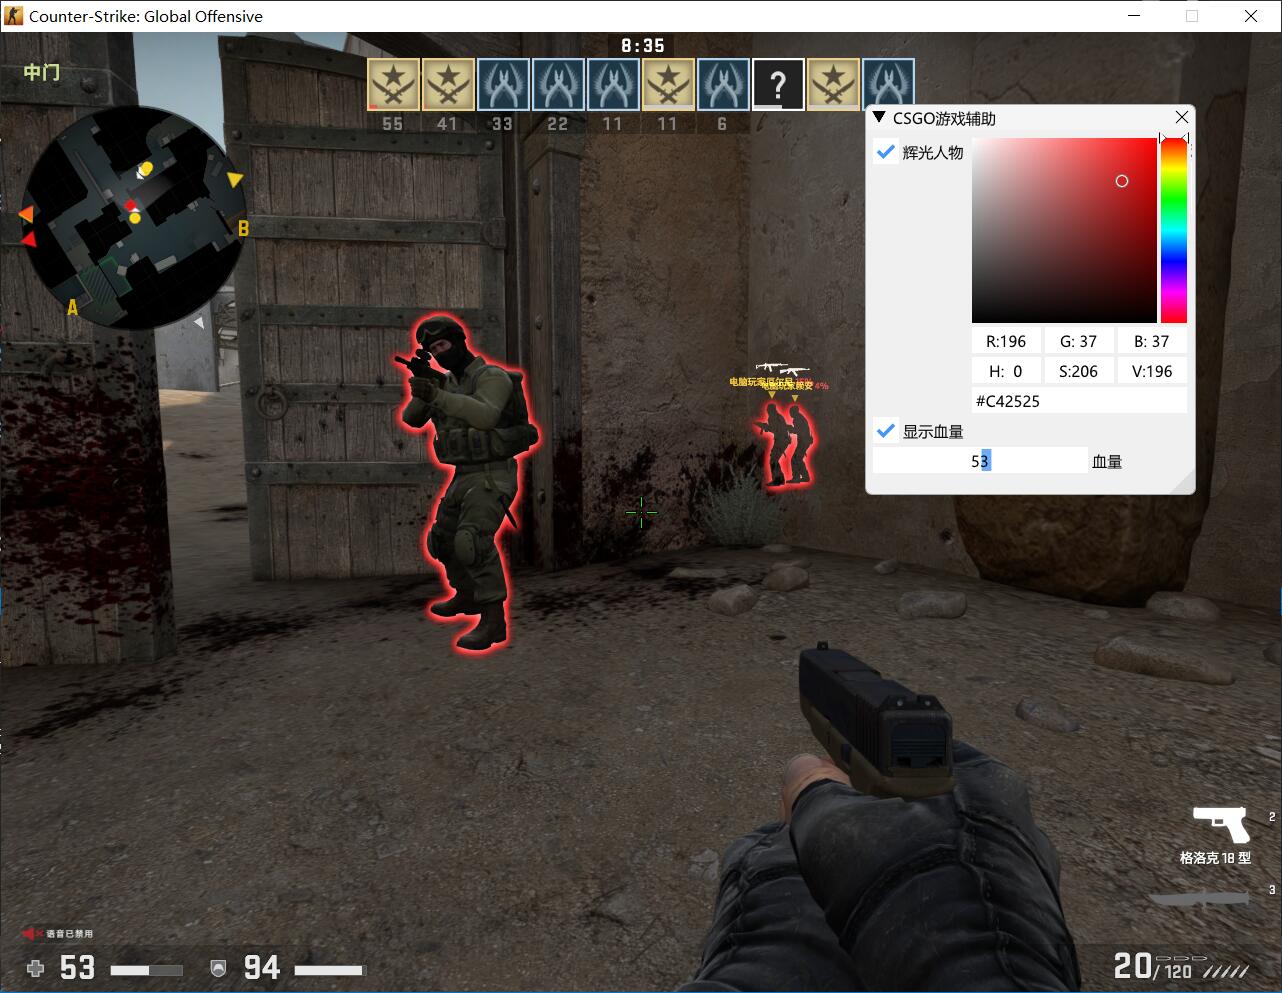 Counter-Strike: Global Offensive
8:35
中门
?
55 41 33 22 11 11 6
CSGO游戏辅助
辉光人物
R:196 G: 37 B: 37
H: 0 S:206 V:196
#C42525
显示血量
53 血量
B
A
4%
2
格洛克 18 型
3
语音已禁用
53 94
20/120